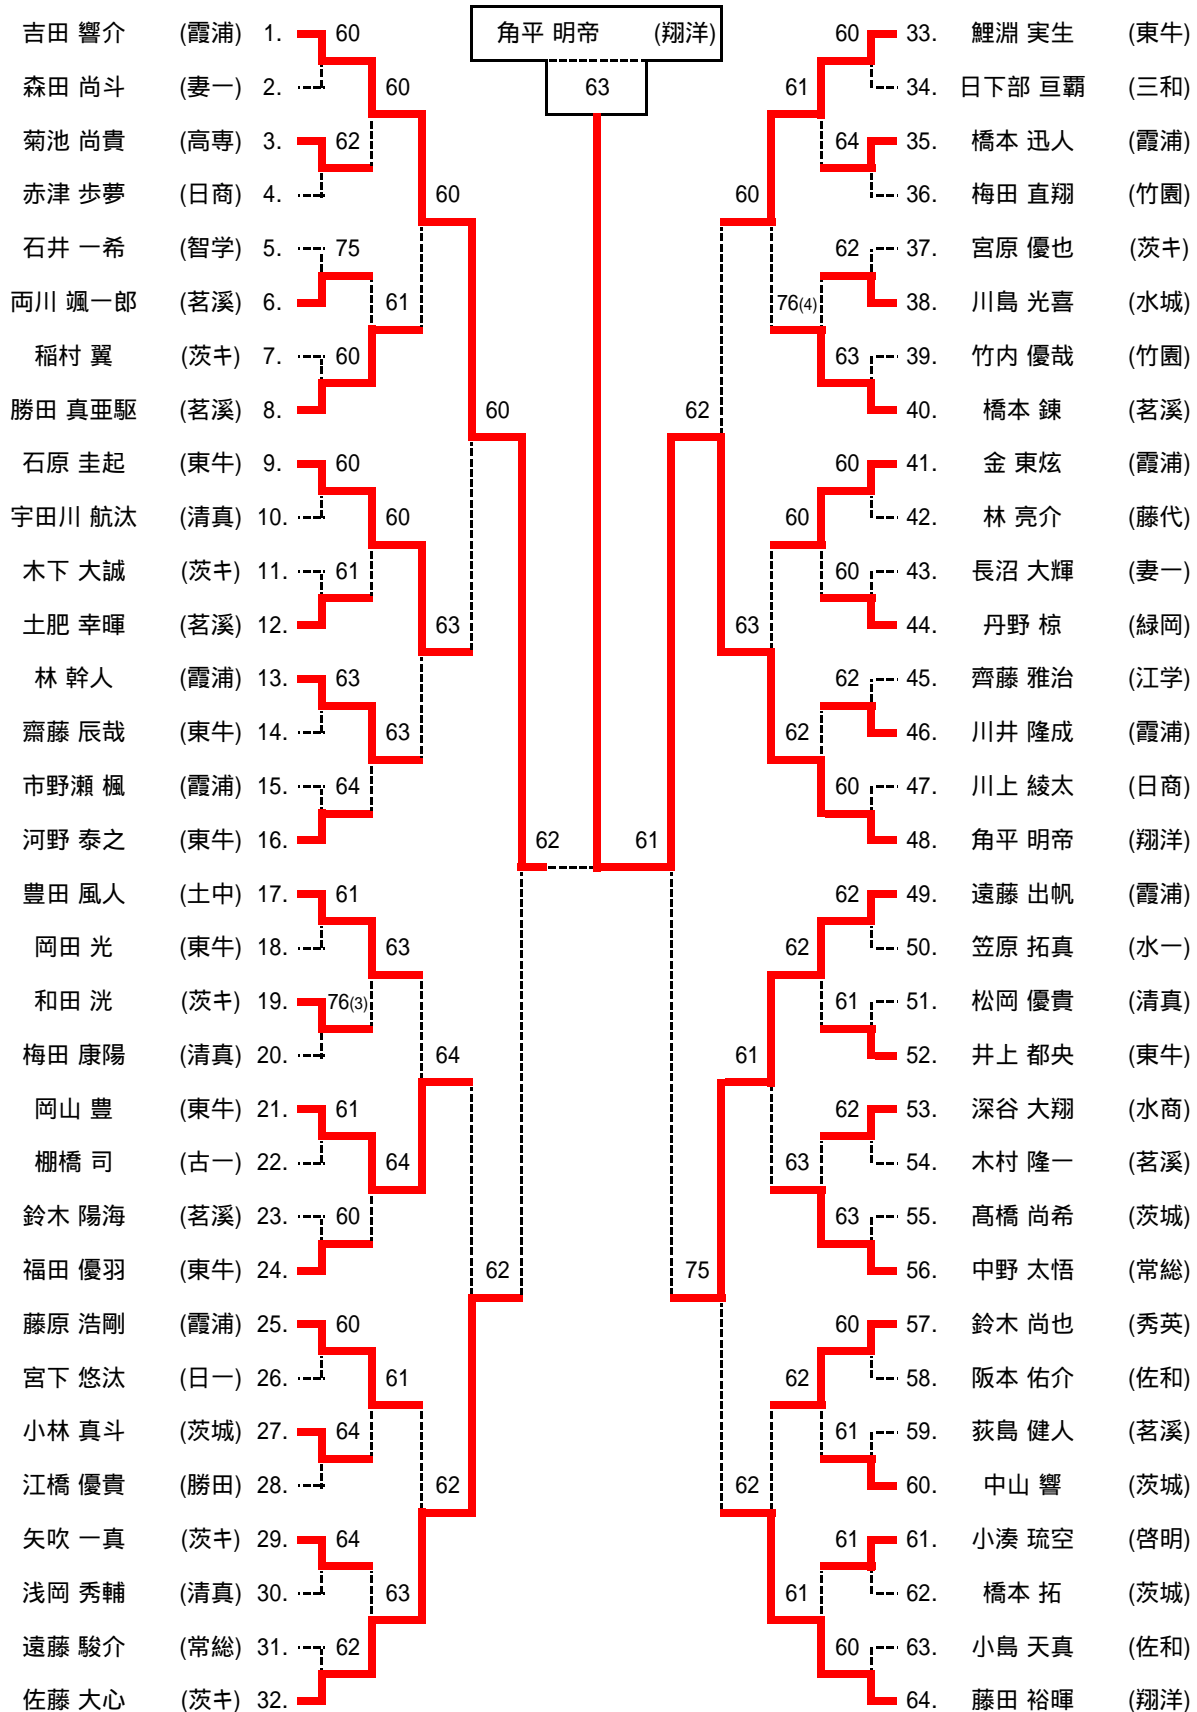 角平 明帝 (翔洋)
63
吉田 響介 (霞浦) 1. 60
森田 尚斗 (妻一) 2. 60
菊池 尚貴 (高専) 3. 62
赤津 歩夢 (日商) 4. 60
石井 一希 (智学) 5. 75
両川 颯一郎 (茗溪) 6. 61
稲村 翼 (茨キ) 7. 60
勝田 真亜駆 (茗溪) 8. 60
石原 圭起 (東牛) 9. 60
宇田川 航汰 (清真) 10. 60
木下 大誠 (茨キ) 11. 61
土肥 幸暉 (茗溪) 12. 63
林 幹人 (霞浦) 13. 63
齋藤 辰哉 (東牛) 14. 63
市野瀬 楓 (霞浦) 15. 64
河野 泰之 (東牛) 16. 62
豊田 風人 (土中) 17. 61
岡田 光 (東牛) 18. 63
和田 洸 (茨キ) 19. 76(3)
梅田 康陽 (清真) 20. 64
岡山 豊 (東牛) 21. 61
棚橋 司 (古一) 22. 64
鈴木 陽海 (茗溪) 23. 60
福田 優羽 (東牛) 24. 62
藤原 浩剛 (霞浦) 25. 60
宮下 悠汰 (日一) 26. 61
小林 真斗 (茨城) 27. 64
江橋 優貴 (勝田) 28. 62
矢吹 一真 (茨キ) 29. 64
浅岡 秀輔 (清真) 30. 63
遠藤 駿介 (常総) 31. 62
佐藤 大心 (茨キ) 32.
60 33. 鯉淵 実生 (東牛)
61 34. 日下部 亘覇 (三和)
64 35. 橋本 迅人 (霞浦)
60 36. 梅田 直翔 (竹園)
62 37. 宮原 優也 (茨キ)
76(4) 38. 川島 光喜 (水城)
63 39. 竹内 優哉 (竹園)
62 40. 橋本 錬 (茗溪)
60 41. 金 東炫 (霞浦)
60 42. 林 亮介 (藤代)
60 43. 長沼 大輝 (妻一)
63 44. 丹野 椋 (緑岡)
62 45. 齊藤 雅治 (江学)
62 46. 川井 隆成 (霞浦)
60 47. 川上 綾太 (日商)
61 48. 角平 明帝 (翔洋)
62 49. 遠藤 出帆 (霞浦)
62 50. 笠原 拓真 (水一)
61 51. 松岡 優貴 (清真)
61 52. 井上 都央 (東牛)
62 53. 深谷 大翔 (水商)
63 54. 木村 隆一 (茗溪)
63 55. 髙橋 尚希 (茨城)
75 56. 中野 太悟 (常総)
60 57. 鈴木 尚也 (秀英)
62 58. 阪本 佑介 (佐和)
61 59. 荻島 健人 (茗溪)
62 60. 中山 響 (茨城)
61 61. 小湊 琉空 (啓明)
61 62. 橋本 拓 (茨城)
60 63. 小島 天真 (佐和)
64. 藤田 裕暉 (翔洋)